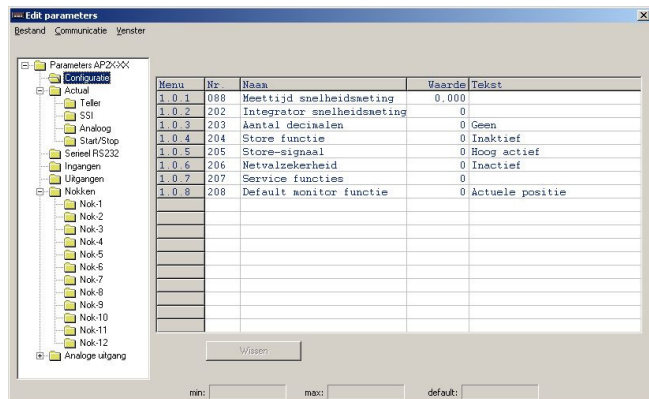 Edit parameters
Bestand Communicatie Venster
Parameters AP2X-XX
Configuratie
Actual
Teller
SSI
Analoog
Start/Stop
Serieel RS232
Ingangen
Uitgangen
Nokken
Nok-1
Nok-2
Nok-3
Nok-4
Nok-5
Nok-6
Nok-7
Nok-8
Nok-9
Nok-10
Nok-11
Nok-12
Analoge uitgang
Menu Nr. Naam Waarde Tekst
1.0.1 088 Meettijd snelheidsmeting 0,000
1.0.2 202 Integrator snelheidsmeting 0
1.0.3 203 Aantal decimalen 0 Geen
1.0.4 204 Store functie 0 Inaktief
1.0.5 205 Store-signaal 0 Hoog actief
1.0.6 206 Netvalzekerheid 0 Inactief
1.0.7 207 Service functies 0
1.0.8 208 Default monitor functie 0 Actuele positie
Wissen
min: max: default: